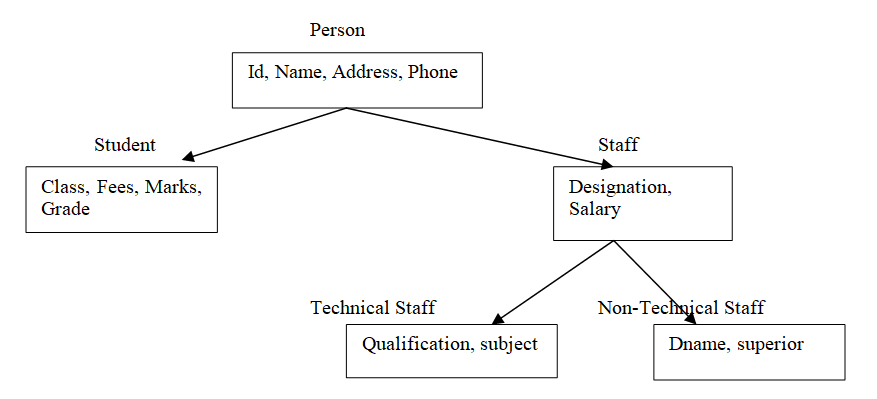 Person
Id, Name, Address, Phone
Student
Staff
Class, Fees, Marks,
Grade
Designation,
Salary
Technical Staff
Non-Technical Staff
Qualification, subject
Dname, superior